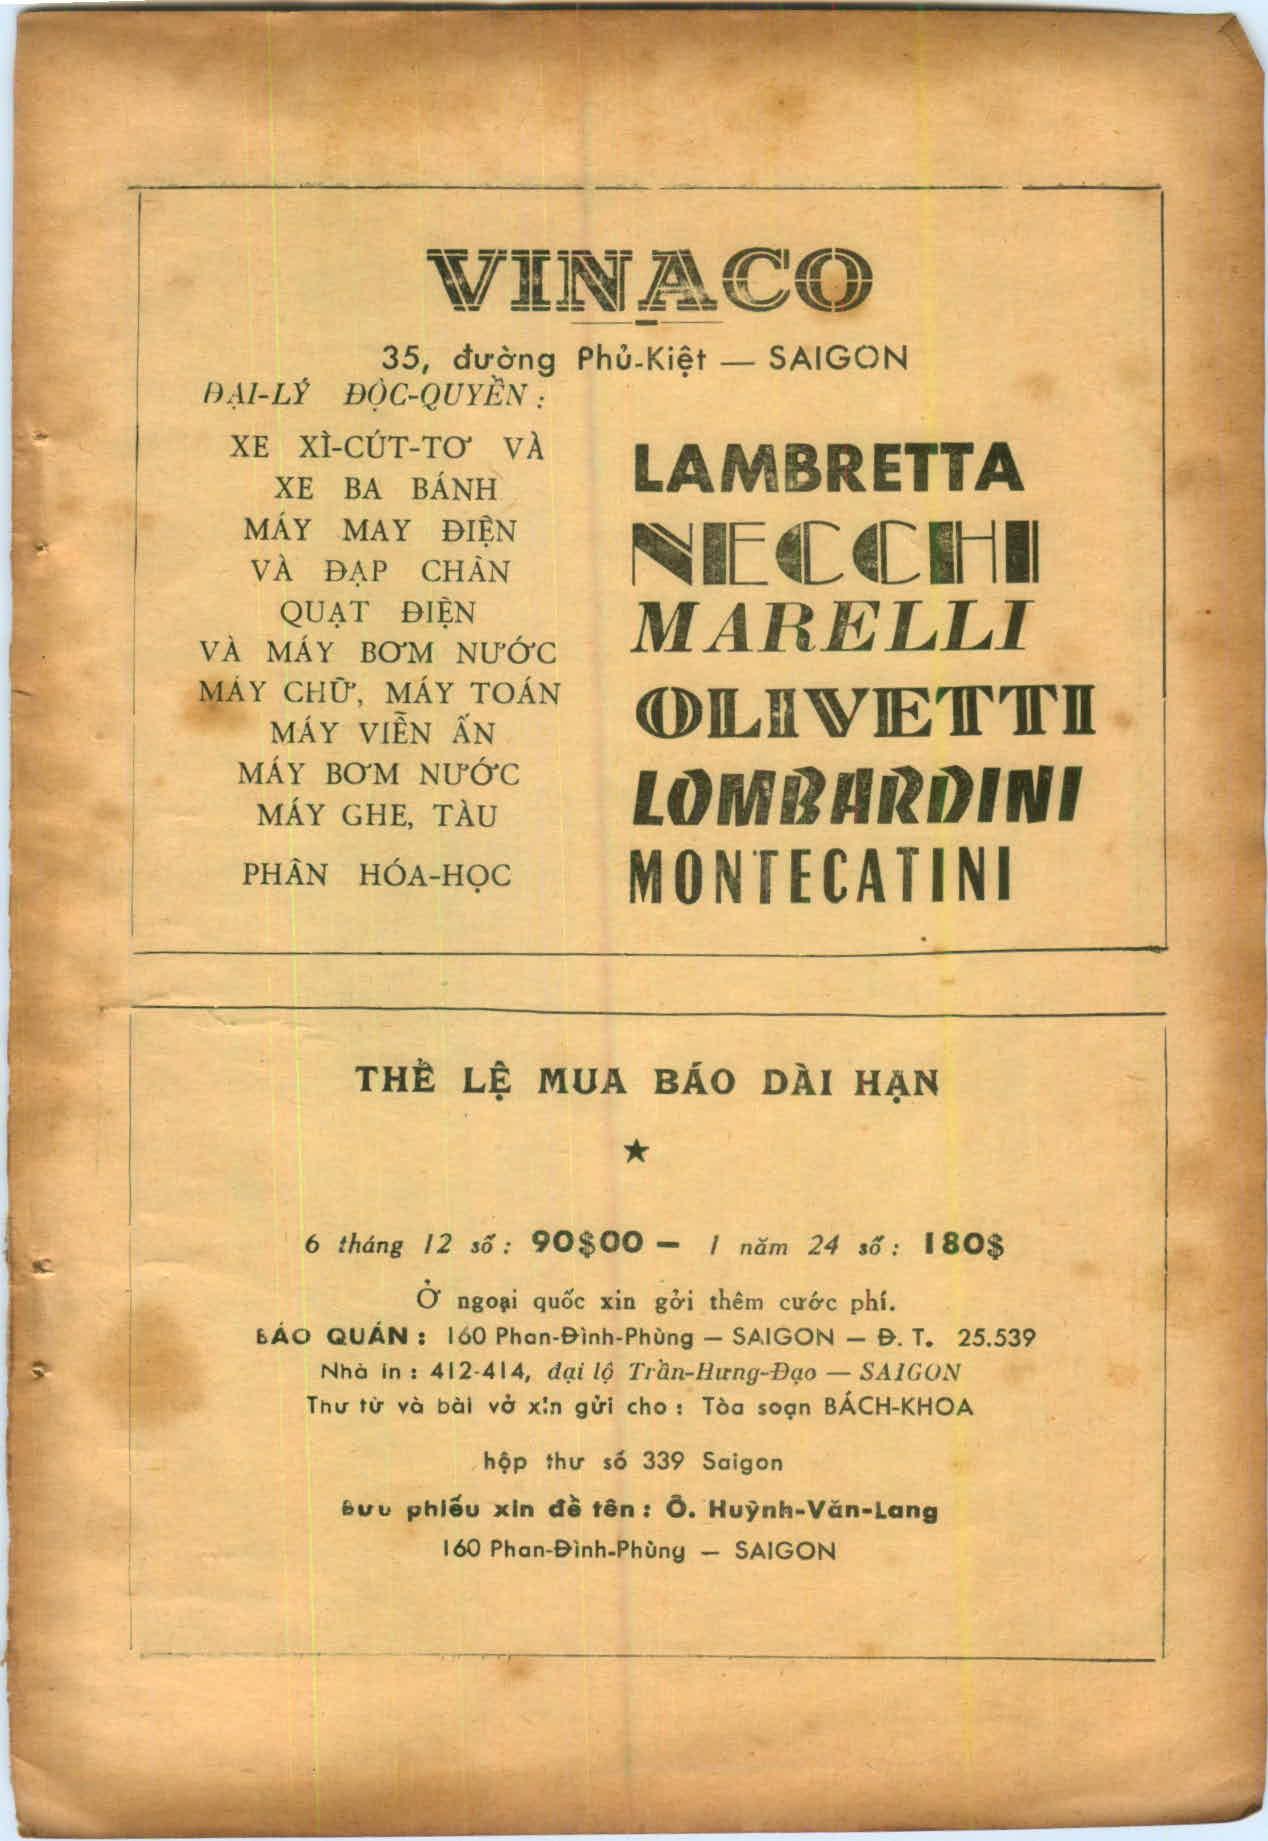 VINACO
35, đường Phủ-Kiệt — SAIGON
ĐẠI-LÝ ĐỘC-QUYỀN :
XE XÌ-CÚT-TƠ VÀ
XE BA BÁNH
LAMBRETTA
MÁY MAY ĐIỆN
VÀ ĐẠP CHÂN
NECCHI
QUẠT ĐIỆN
VÀ MÁY BƠM NƯỚC
MARELLI
MÁY CHỮ, MÁY TOÁN
MÁY VIỄN ẤN
OLIVETTI
MÁY BƠM NƯỚC
MÁY GHE, TÀU
LOMBARDINI
PHÂN HÓA-HỌC
MONTECATINI
THỂ LỆ MUA BÁO DÀI HẠN
★
6 tháng 12 số : 90$00 — 1 năm 24 số : 180$
Ở ngoại quốc xin gởi thêm cước phí.
BÁO QUÁN : 160 Phan-Đình-Phùng — SAIGON — Đ. T. 25.539
Nhà in : 412-414, đại lộ Trần-Hưng-Đạo — SAIGON
Thư từ và bài vở xin gửi cho : Tòa soạn BÁCH-KHOA
hộp thư số 339 Saigon
Bưu phiếu xin đề tên : Ô. Huỳnh-Văn-Lang
160 Phan-Đình-Phùng — SAIGON